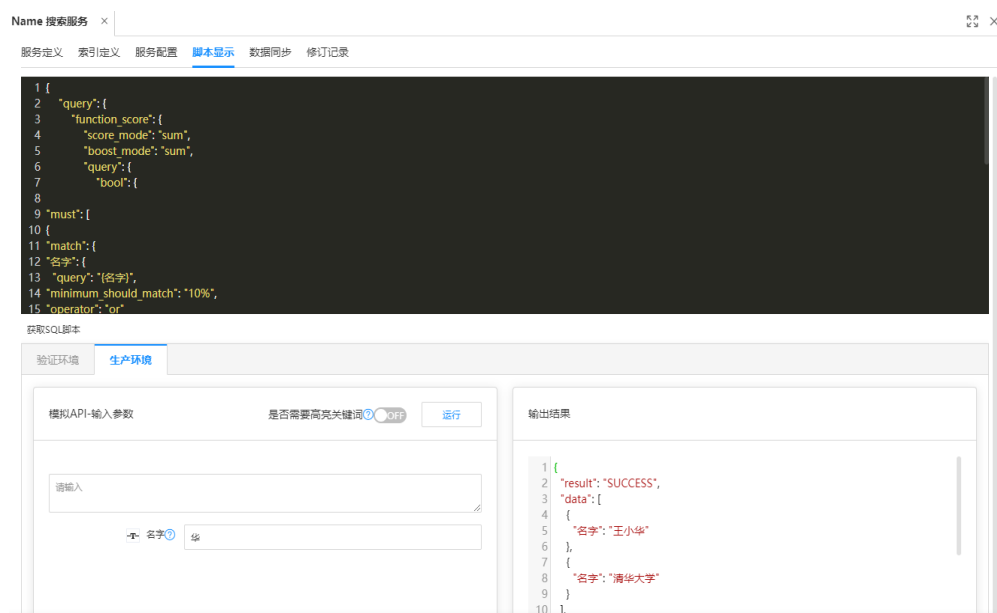 Name 搜索服务 ×
服务定义 索引定义 服务配置 脚本显示 数据同步 修订记录
1 {
2 "query": {
3 "function_score": {
4 "score_mode": "sum",
5 "boost_mode": "sum",
6 "query": {
7 "bool": {
8
9 "must": [
10 {
11 "match": {
12 "名字": {
13 "query": "{名字}",
14 "minimum_should_match": "10%",
15 "operator": "or"
获取SQL脚本
验证环境 生产环境
模拟API-输入参数 是否需要高亮关键词 ? OFF 运行
请输入
-T- 名字 ? 华
输出结果
1 {
2 "result": "SUCCESS",
3 "data": [
4 {
5 "名字": "王小华"
6 },
7 {
8 "名字": "清华大学"
9 }
10 ],